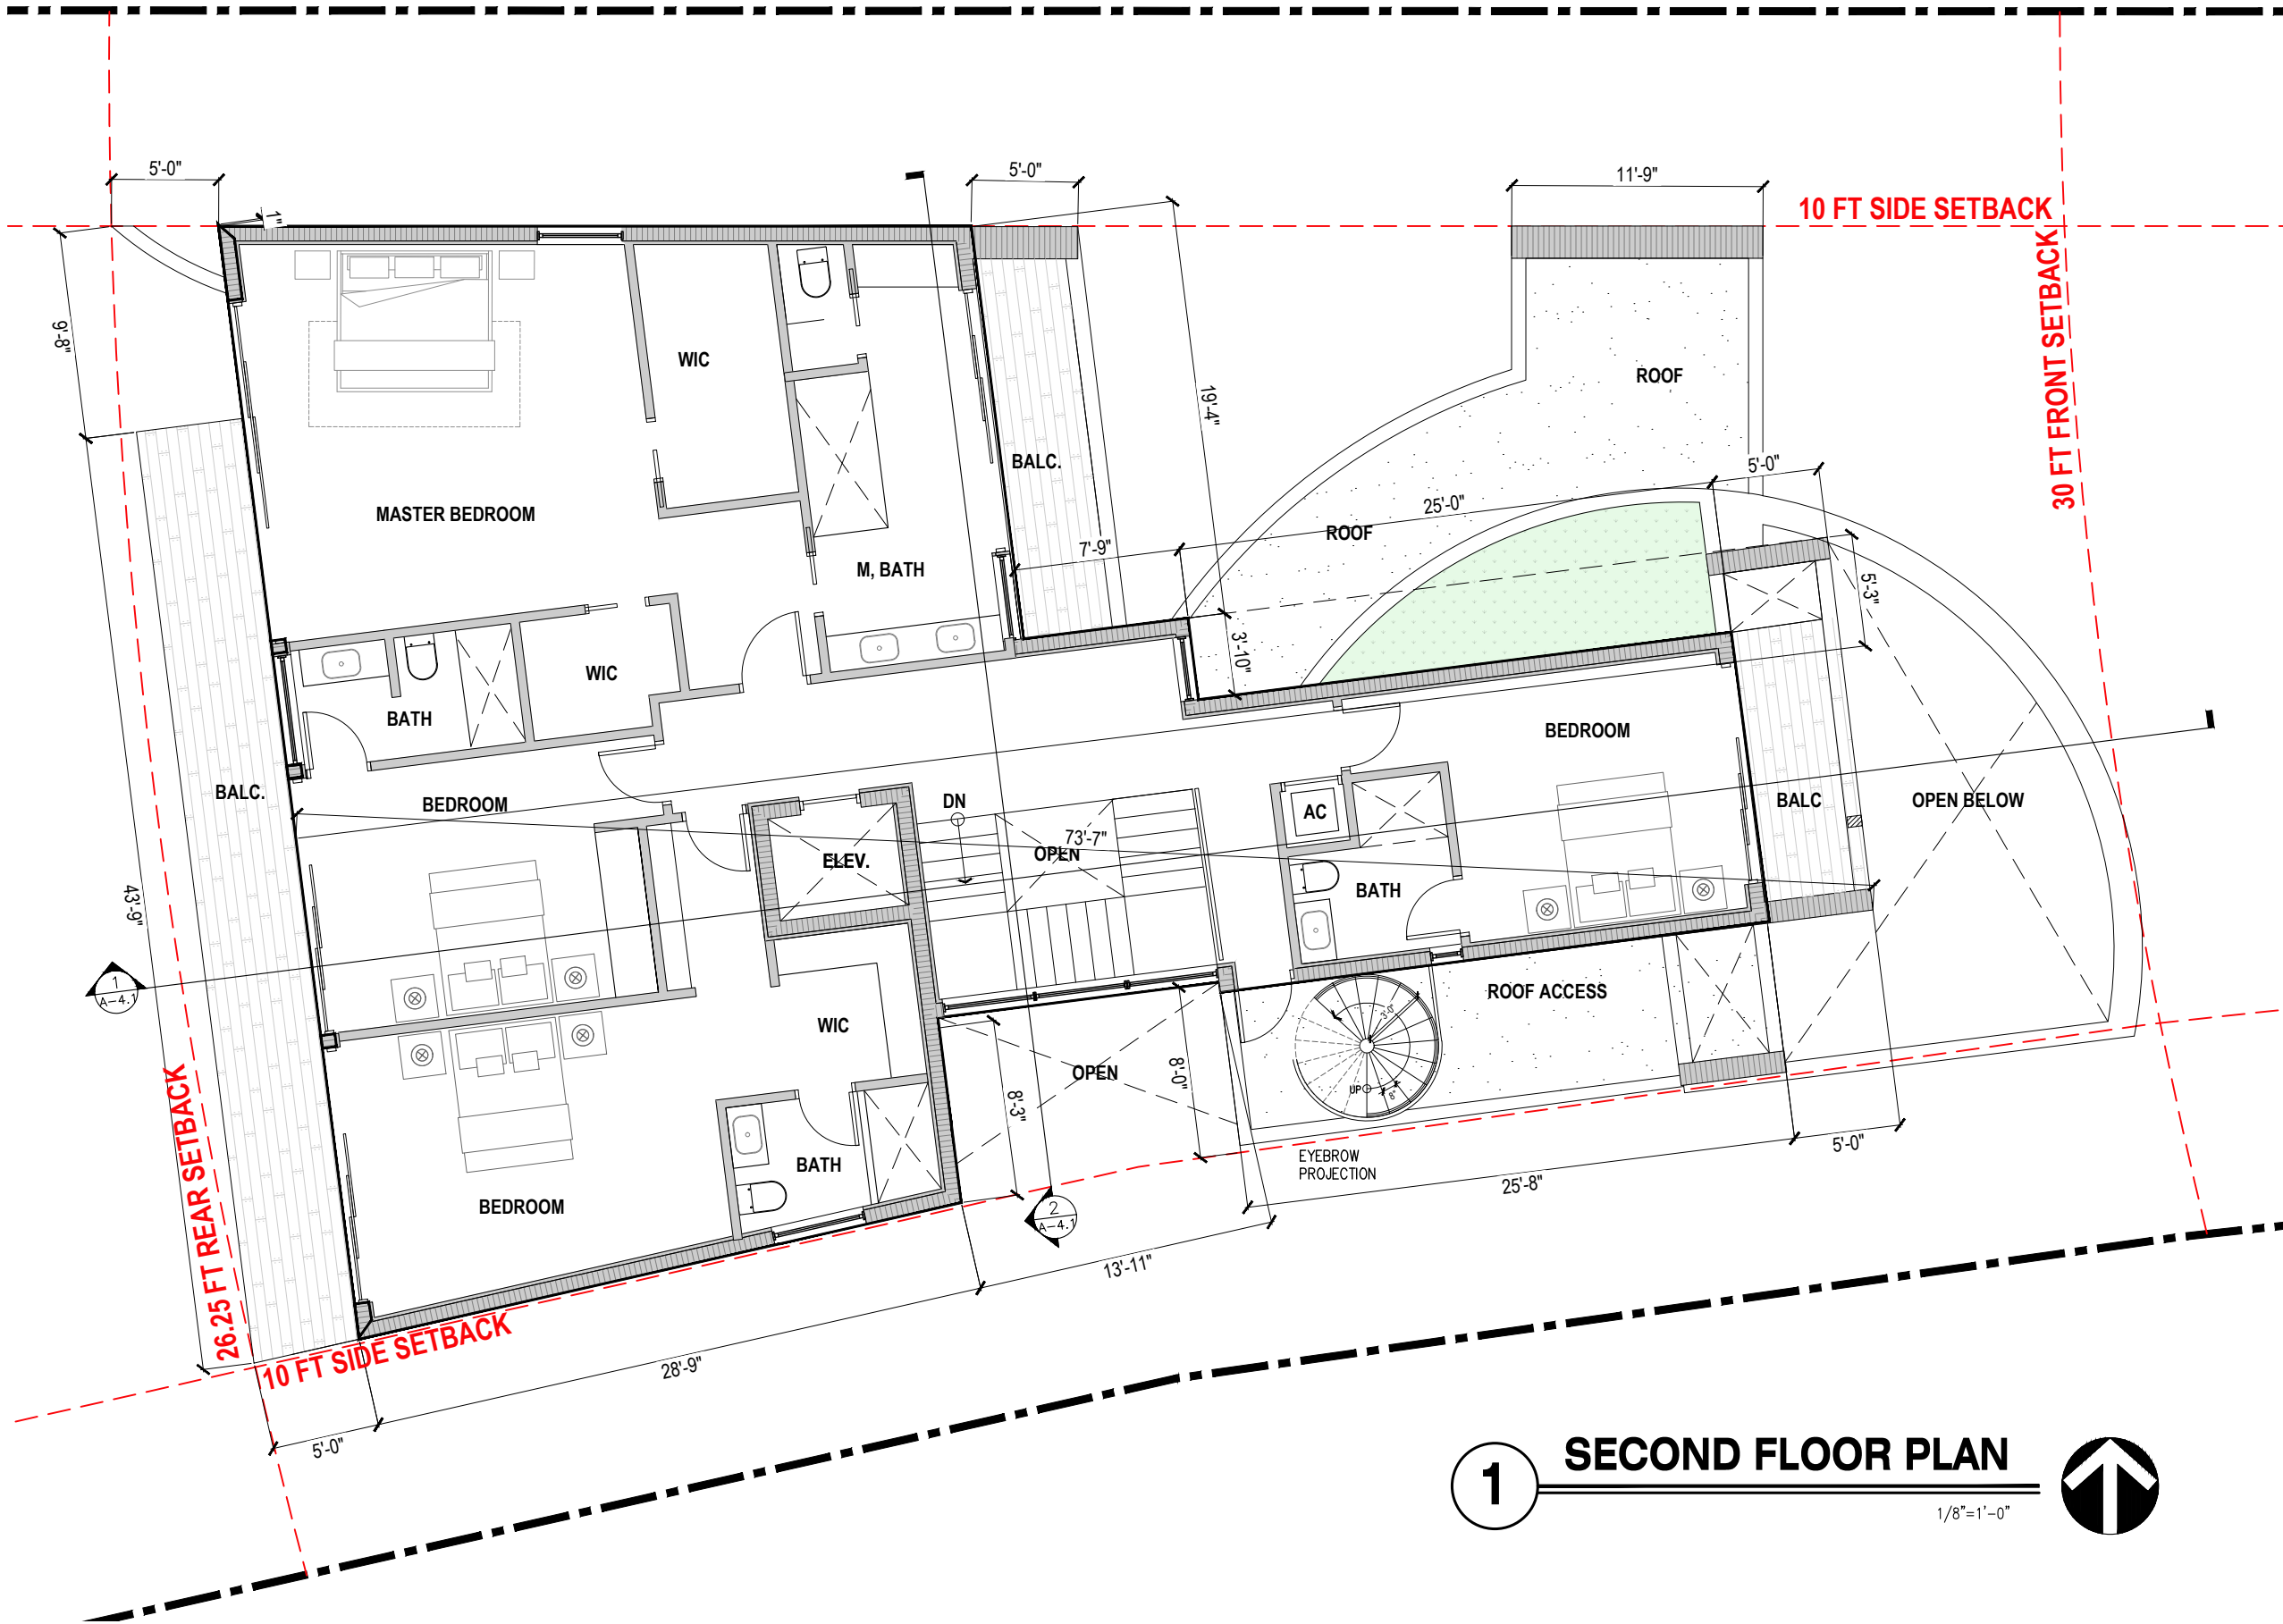 5'-0"
5'-0"
11'-9"
10 FT SIDE SETBACK
1"
9'-8"
30 FT FRONT SETBACK
WIC
ROOF
19'-4"
BALC.
5'-0"
25'-0"
MASTER BEDROOM
ROOF
7'-9"
M, BATH
5'-3"
3'-10"
WIC
BATH
BEDROOM
BALC.
BEDROOM
DN
AC
BALC
OPEN BELOW
73'-7"
OPEN
ELEV.
BATH
43'-9"
1
A-4.1
ROOF ACCESS
3'-0"
WIC
OPEN
8'-0"
UP
8"
8'-3"
26.25 FT REAR SETBACK
BATH
EYEBROW
PROJECTION
5'-0"
25'-8"
BEDROOM
2
A-4.1
13'-11"
10 FT SIDE SETBACK
28'-9"
5'-0"
1
SECOND FLOOR PLAN
1/8"=1'-0"